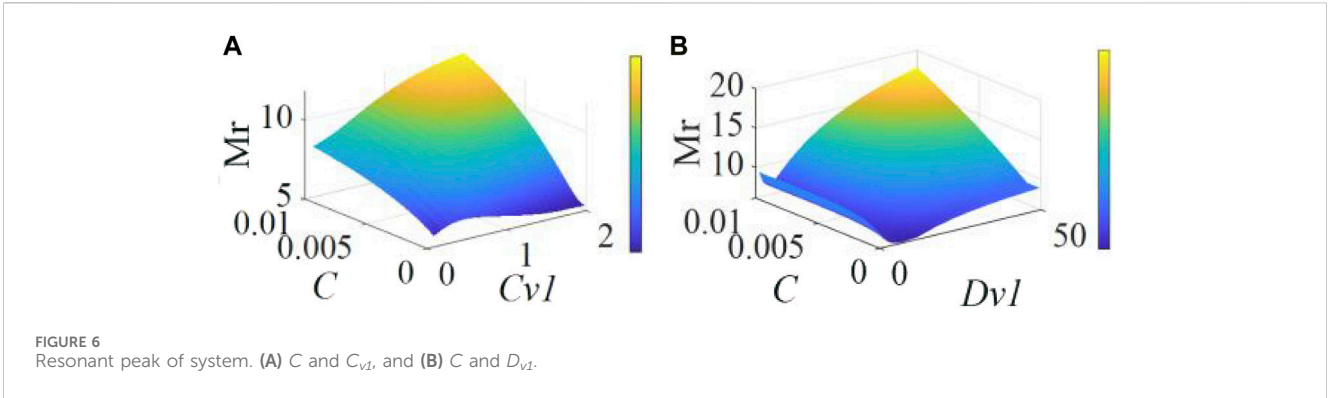 A
B
Mr
10
5
0.01
0.005
0
C
0
1
2
Cv1
Mr
20
15
10
0.01
0.005
0
C
0
50
Dv1
FIGURE 6
Resonant peak of system. (A) C and Cv1, and (B) C and Dv1.